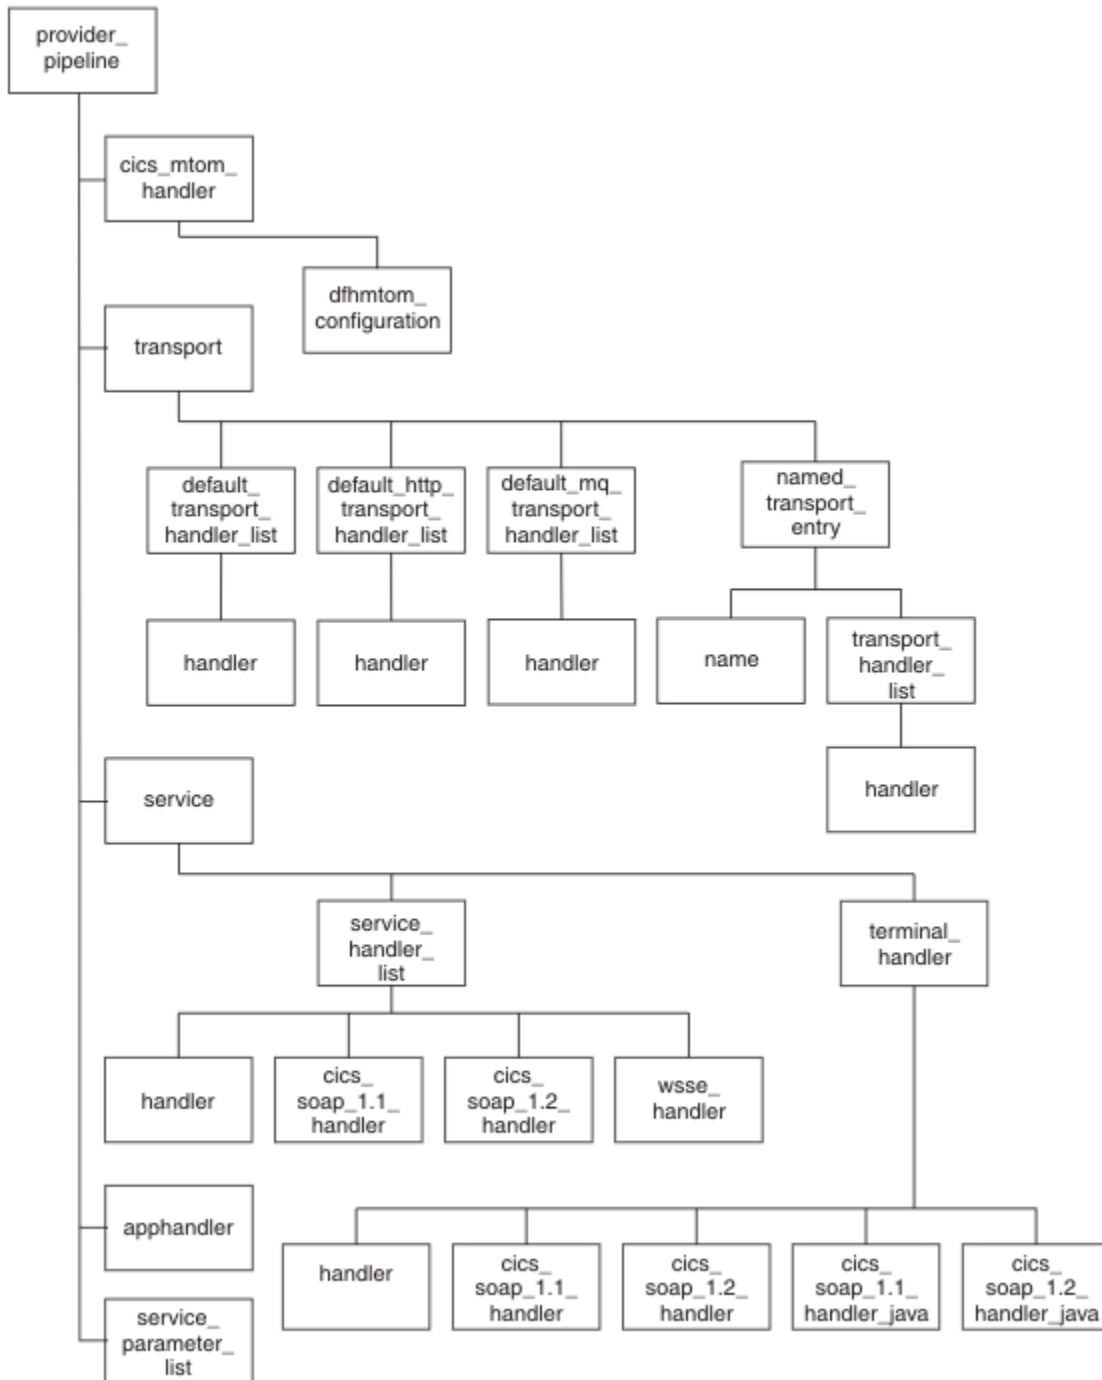 provider_
pipeline
cics_mtom_
handler
dfhmtom_
configuration
transport
default_
transport_
handler_list
default_http_
transport_
handler_list
default_mq_
transport_
handler_list
named_
transport_
entry
handler
handler
handler
name
transport_
handler_
list
handler
service
service_
handler_
list
terminal_
handler
handler
cics_
soap_1.1_
handler
cics_
soap_1.2_
handler
wsse_
handler
apphandler
handler
cics_
soap_1.1_
handler
cics_
soap_1.2_
handler
cics_
soap_1.1_
handler_java
cics_
soap_1.2_
handler_java
service_
parameter_
list